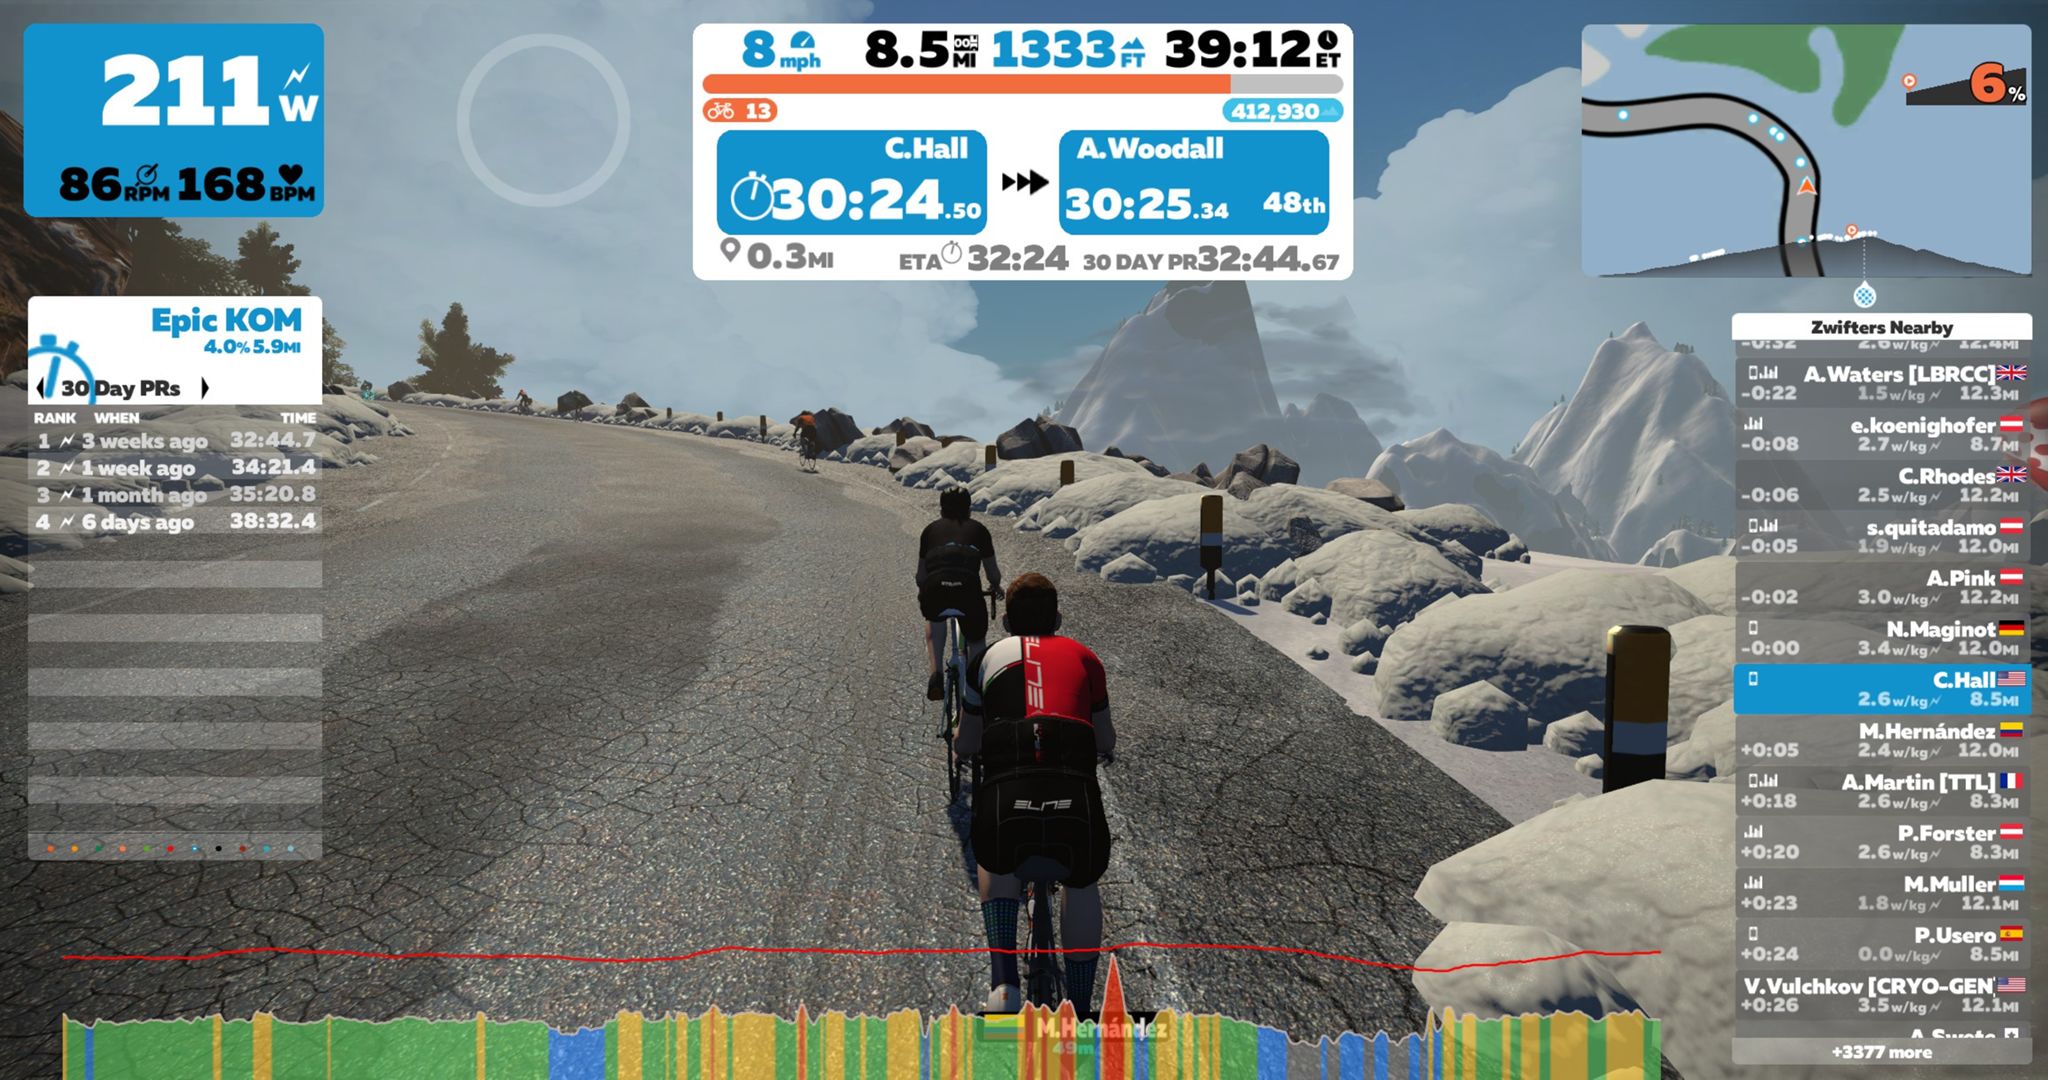 211 W
86 RPM 168 BPM
8 mph 8.5 MI 1333 FT 39:12 ET
13
412,930
C.Hall
30:24.50
A.Woodall
30:25.34 48th
0.3MI ETA 32:24 30 DAY PR 32:44.67
6%
Epic KOM
4.0% 5.9MI
30 Day PRs
RANK WHEN TIME
1 3 weeks ago 32:44.7
2 1 week ago 34:21.4
3 1 month ago 35:20.8
4 6 days ago 38:32.4
Zwifters Nearby
-0:32 2.6w/kg 12.4MI
A.Waters [LBRCC]
-0:22 1.5w/kg 12.3MI
e.koenighofer
-0:08 2.7w/kg 8.7MI
C.Rhodes
-0:06 2.5w/kg 12.2MI
s.quitadamo
-0:05 1.9w/kg 12.0MI
A.Pink
-0:02 3.0w/kg 12.2MI
N.Maginot
-0:00 3.4w/kg 12.0MI
C.Hall
2.6w/kg 8.5MI
M.Hernández
+0:05 2.4w/kg 12.0MI
A.Martin [TTL]
+0:18 2.6w/kg 8.3MI
P.Forster
+0:20 2.6w/kg 8.3MI
M.Muller
+0:23 1.8w/kg 12.1MI
P.Usero
+0:24 0.0w/kg 8.5MI
V.Vulchkov [CRYO-GEN
+0:26 3.5w/kg 12.1MI
+3377 more
ELITE
ELITE
M.Hernández
49m